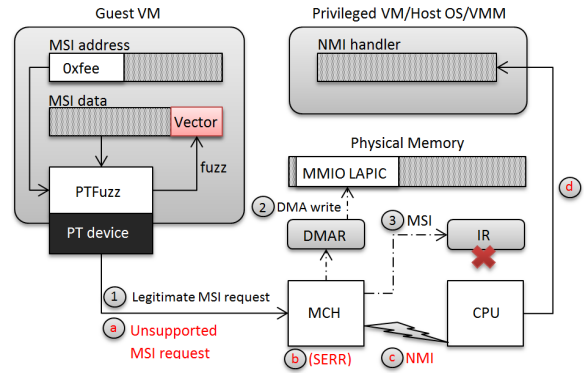 Guest VM
Privileged VM/Host OS/VMM
MSI address
0xfee
MSI data
Vector
fuzz
PTFuzz
PT device
NMI handler
Physical Memory
MMIO LAPIC
2 DMA write
DMAR
3 MSI
IR
d
1 Legitimate MSI request
a Unsupported
MSI request
MCH
CPU
b (SERR)
c NMI